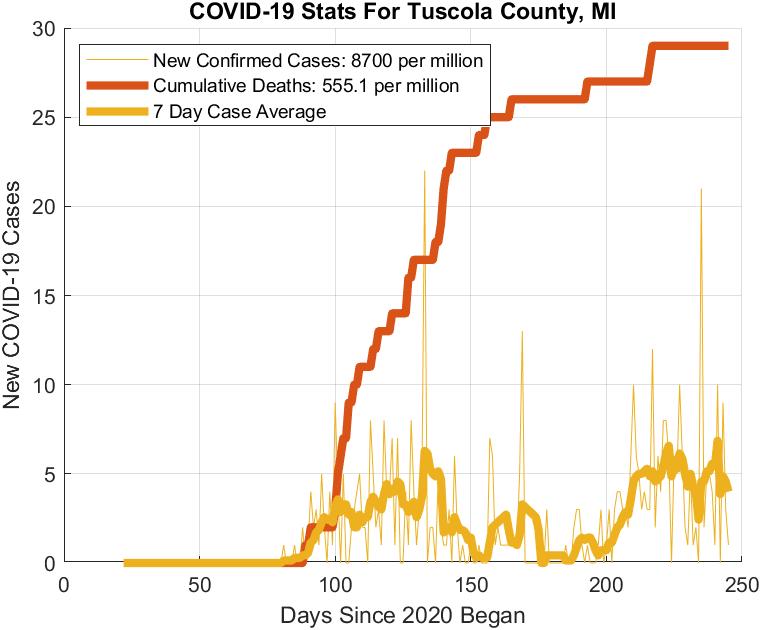 COVID-19 Stats For Tuscola County, MI
30
New Confirmed Cases: 8700 per million
Cumulative Deaths: 555.1 per million
7 Day Case Average
25
20
15
10
5
0
New COVID-19 Cases
0 50 100 150 200 250
Days Since 2020 Began